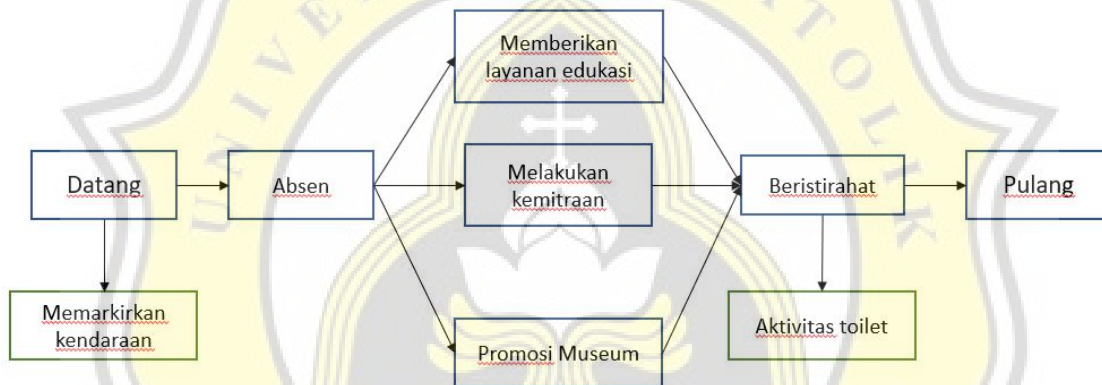 Memberikan
layanan edukasi
Datang
Absen
Melakukan
kemitraan
Beristirahat
Pulang
Memarkirkan
kendaraan
Promosi Museum
Aktivitas toilet